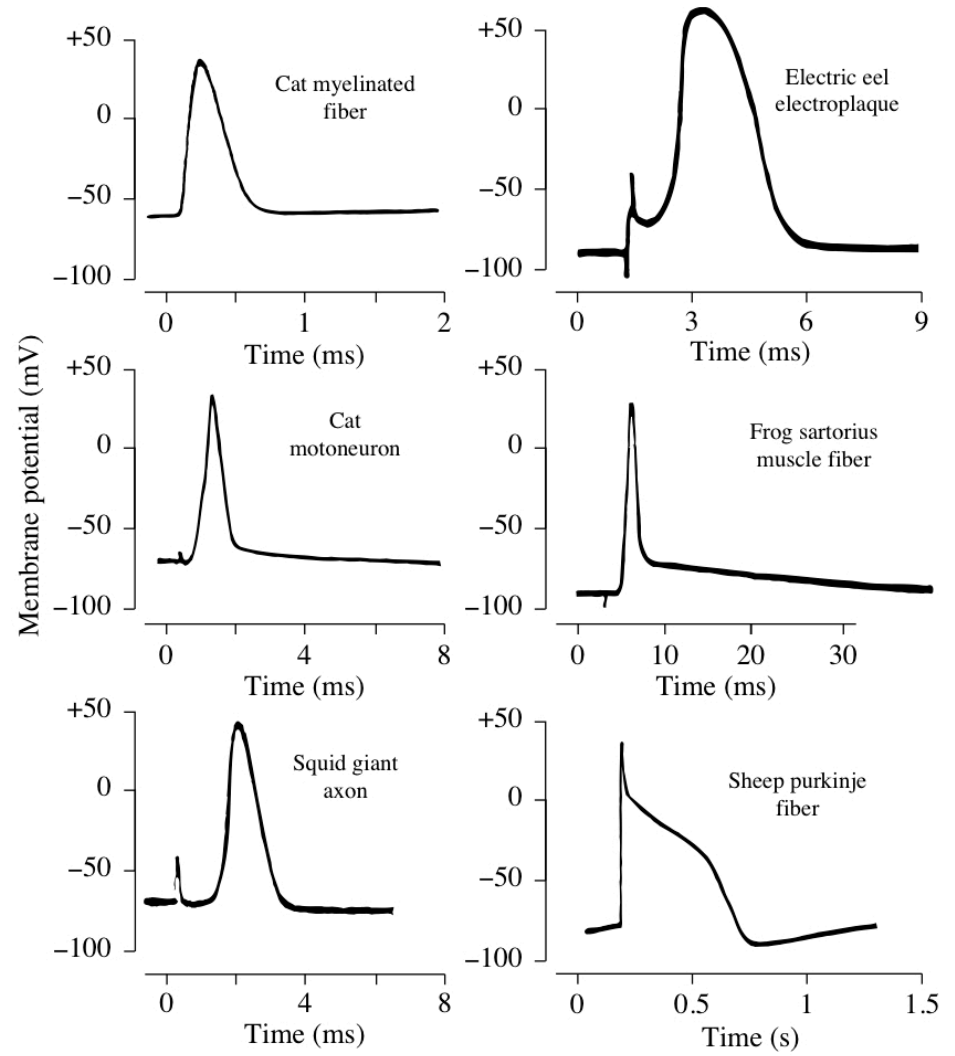 Membrane potential (mV)
+50
0
−50
−100
Cat myelinated
fiber
0
1
2
Time (ms)
+50
0
−50
−100
Electric eel
electroplaque
0
3
6
9
Time (ms)
+50
0
−50
−100
Cat
motoneuron
0
4
8
Time (ms)
+50
0
−50
−100
Frog sartorius
muscle fiber
0
10
20
30
Time (ms)
+50
0
−50
−100
Squid giant
axon
0
4
8
Time (ms)
+50
0
−50
−100
Sheep purkinje
fiber
0
0.5
1
1.5
Time (s)